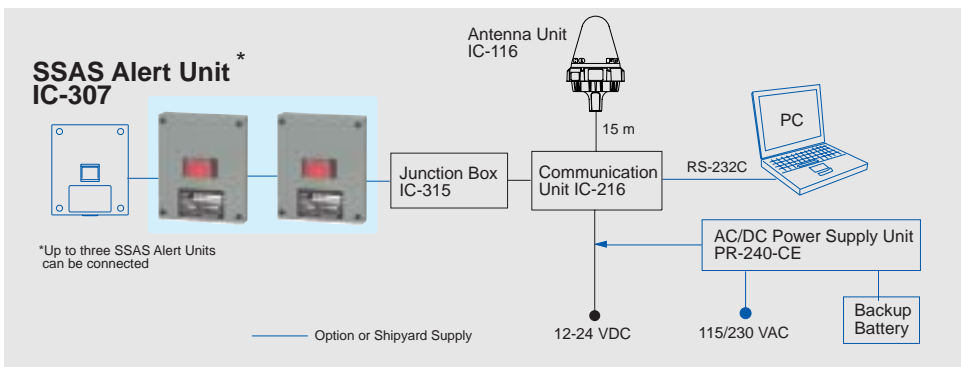 SSAS Alert Unit *
IC-307
Antenna Unit
IC-116
15 m
PC
RS-232C
Junction Box
IC-315
Communication
Unit IC-216
*Up to three SSAS Alert Units
can be connected
AC/DC Power Supply Unit
PR-240-CE
Option or Shipyard Supply
12-24 VDC
115/230 VAC
Backup
Battery